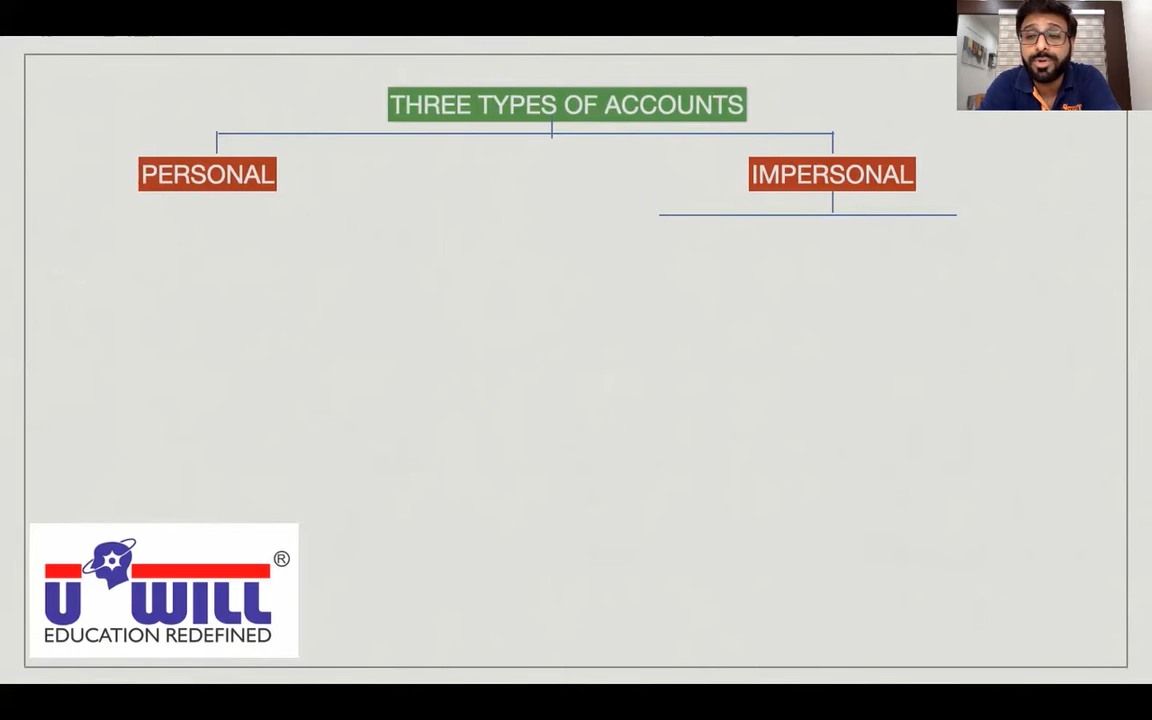 THREE TYPES OF ACCOUNTS
PERSONAL
IMPERSONAL
U WILL ®
EDUCATION REDEFINED